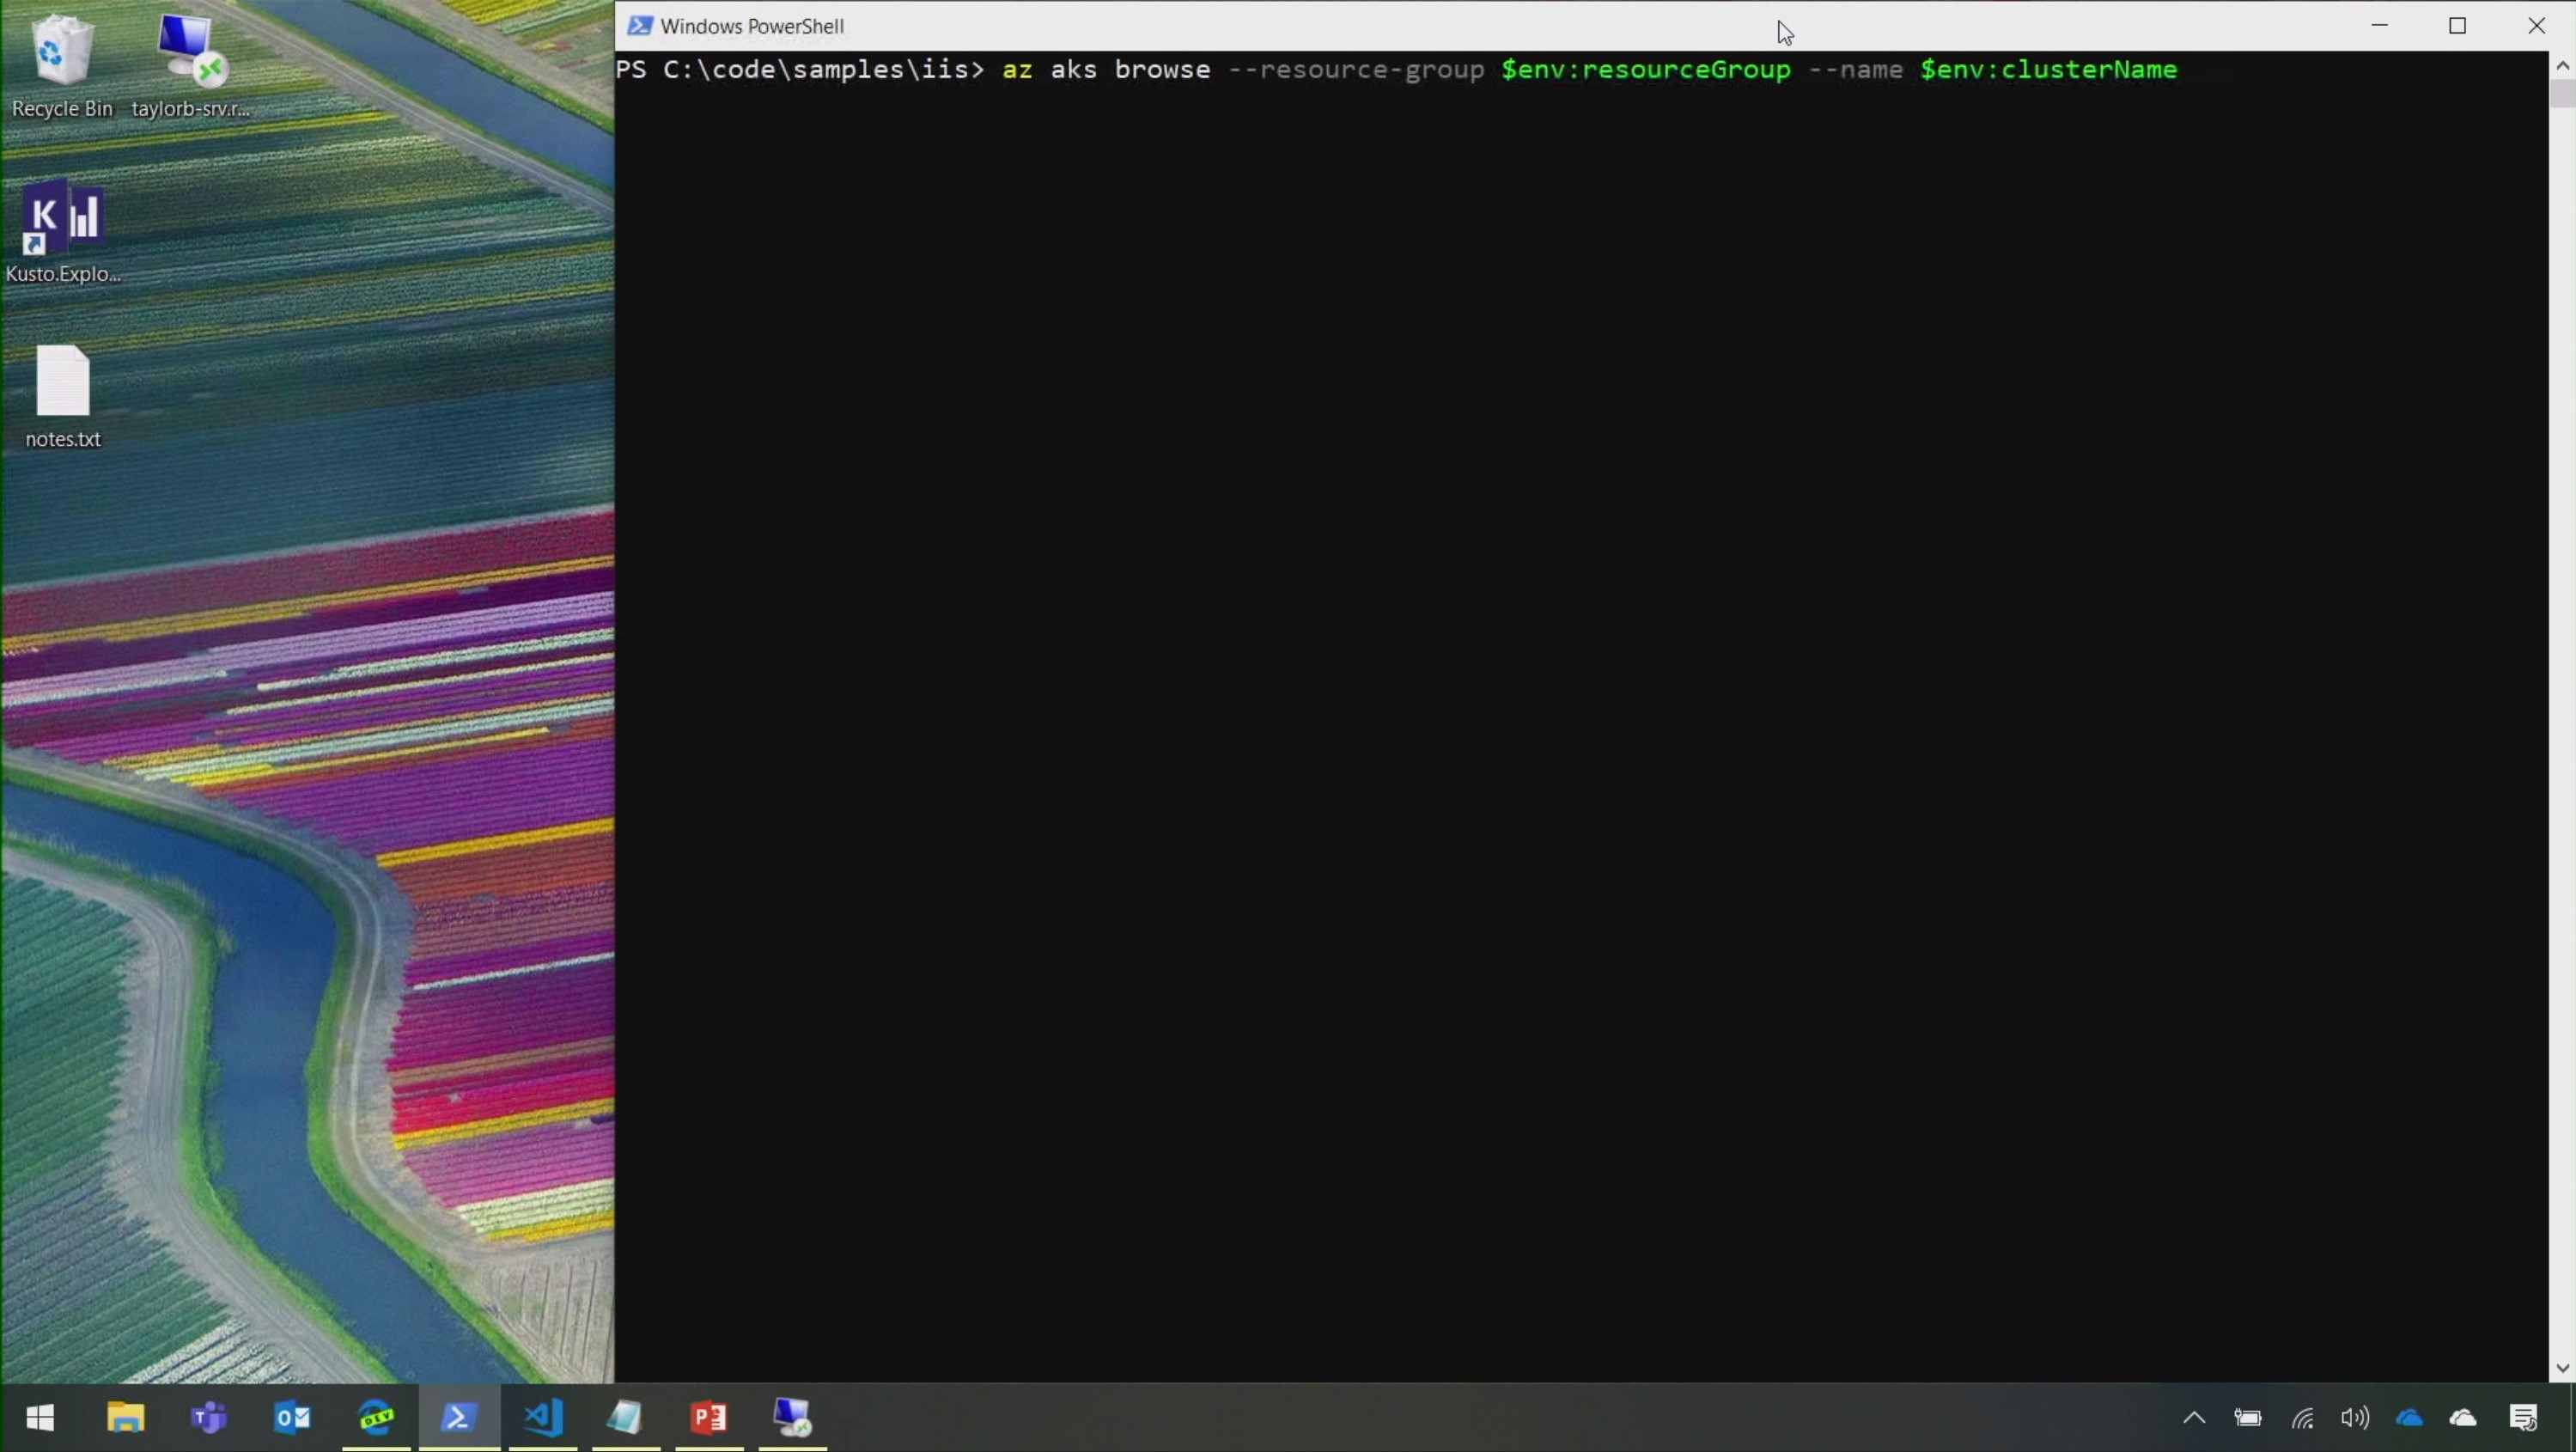 Windows PowerShell
PS C:\code\samples\iis> az aks browse --resource-group $env:resourceGroup --name $env:clusterName
Recycle Bin
taylorb-srv.r...
K
Kusto.Explo...
notes.txt
T
O
DEV
P